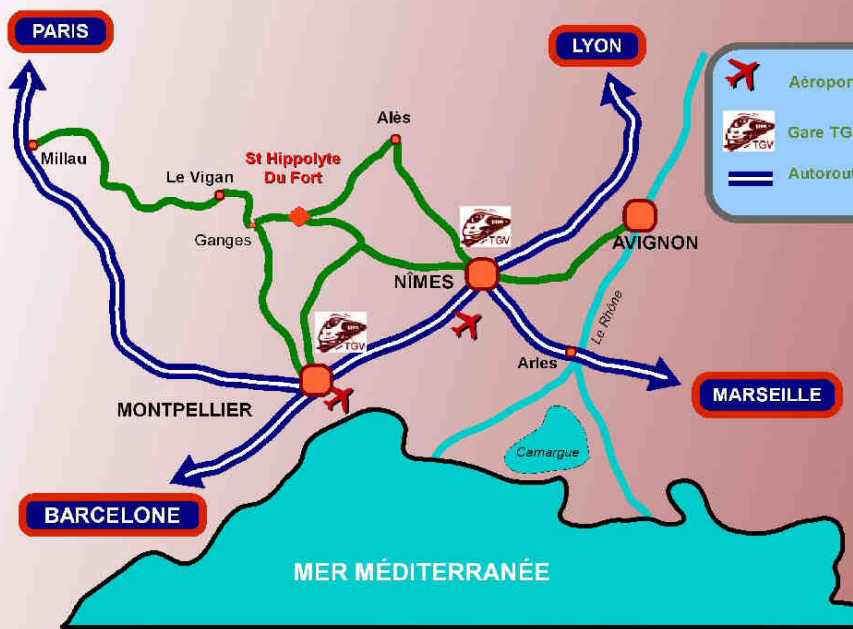 PARIS
LYON
Alès
Millau
St Hippolyte
Du Fort
Le Vigan
Ganges
TGV
NÎMES
AVIGNON
Le Rhône
TGV
Arles
MONTPELLIER
MARSEILLE
Camargue
BARCELONE
MER MÉDITERRANÉE
Aéropor
TGV
Gare TG
Autorout